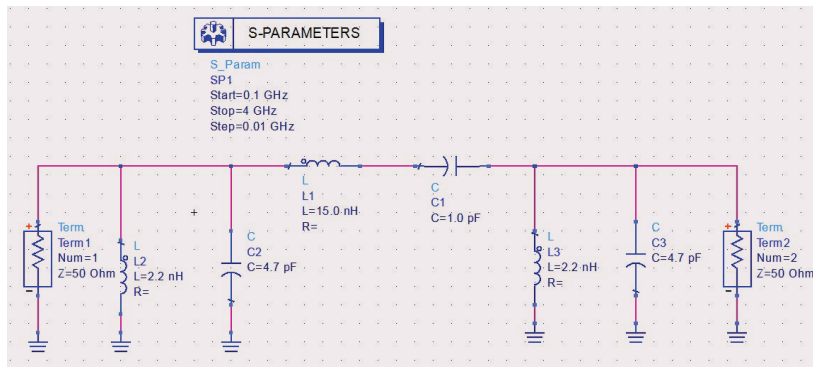 S-PARAMETERS
S_Param
SP1
Start=0.1 GHz
Stop=4 GHz
Step=0.01 GHz
Term
Term1
Num=1
Z=50 Ohm
L
L2
L=2.2 nH
R=
C
C2
C=4.7 pF
L
L1
L=15.0 nH
R=
C
C1
C=1.0 pF
L
L3
L=2.2 nH
R=
C
C3
C=4.7 pF
Term
Term2
Num=2
Z=50 Ohm